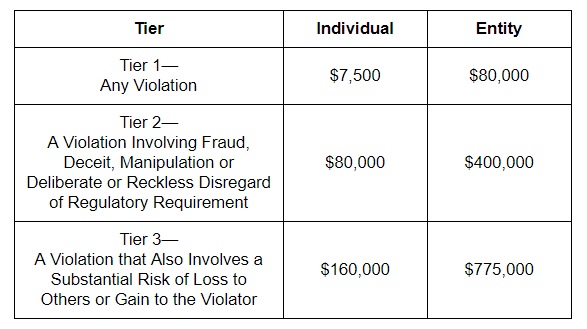 Tier
Individual
Entity
Tier 1—
Any Violation
$7,500
$80,000
Tier 2—
A Violation Involving Fraud,
Deceit, Manipulation or
Deliberate or Reckless Disregard
of Regulatory Requirement
$80,000
$400,000
Tier 3—
A Violation that Also Involves a
Substantial Risk of Loss to
Others or Gain to the Violator
$160,000
$775,000